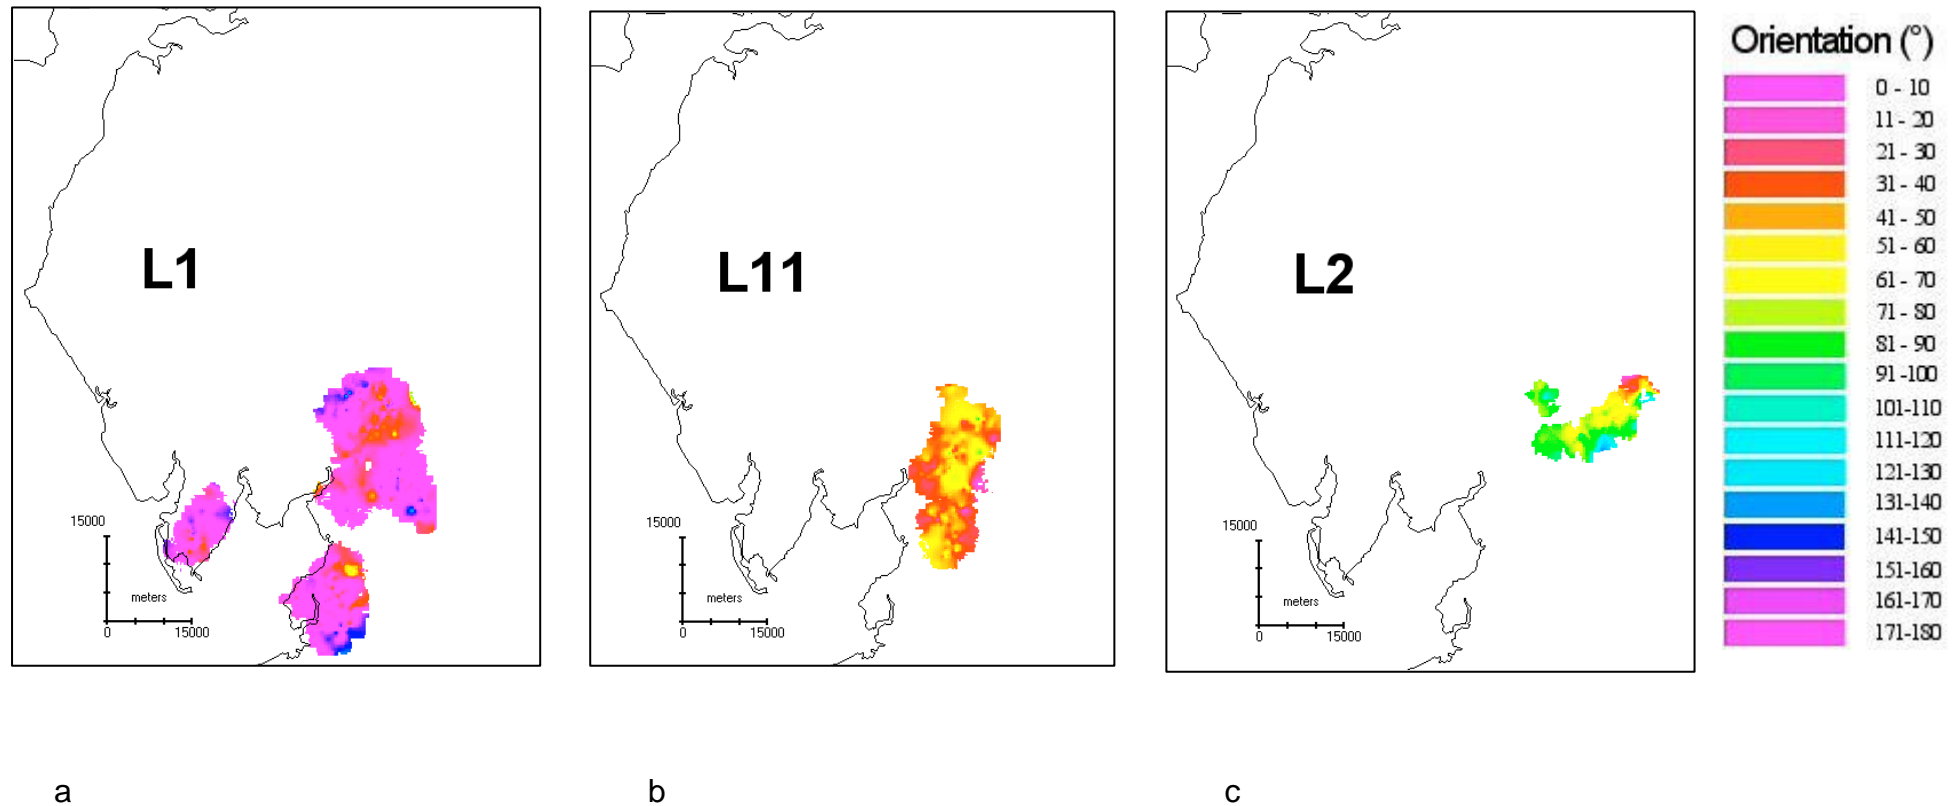 L1
15000
meters
0 15000
L11
15000
meters
0 15000
L2
15000
meters
0 15000
Orientation (°)
0 - 10
11 - 20
21 - 30
31 - 40
41 - 50
51 - 60
61 - 70
71 - 80
81 - 90
91 -100
101-110
111-120
121-130
131-140
141-150
151-160
161-170
171-180
a b c